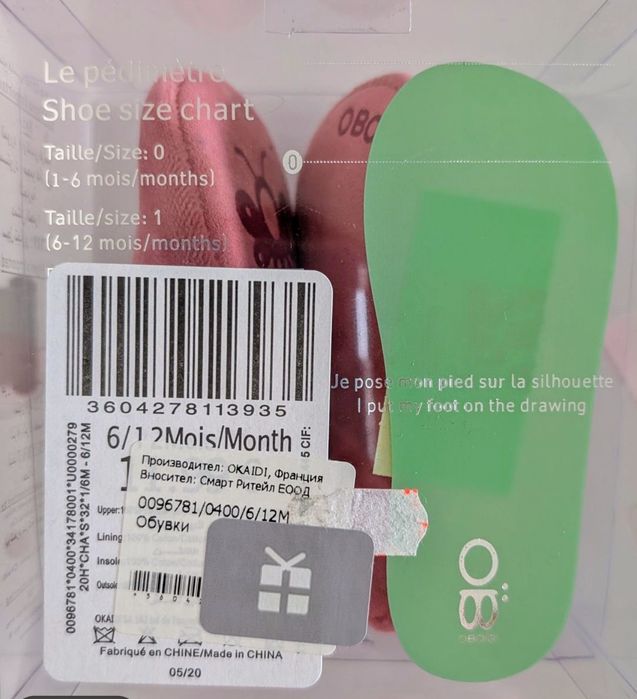 Le pédimètre
Shoe size chart
Taille/Size: 0
(1-6 mois/months)
Taille/size: 1
(6-12 mois/months)
0
OBO
Je pose mon pied sur la silhouette
I put my foot on the drawing
3604278113935
6/12Mois/Month
0096781*0400*34178001*U0000279
20H*CHA*S*32*1/6M - 6/12M
Производител: OKAIDI, Франция
Вносител: Смарт Ритейл ЕООД
0096781/0400/6/12M
Обувки
Upper:
Lining
Insole
Outsole
OKAI
Fabriqué en CHINE/Made in CHINA
05/20
OBAIBI